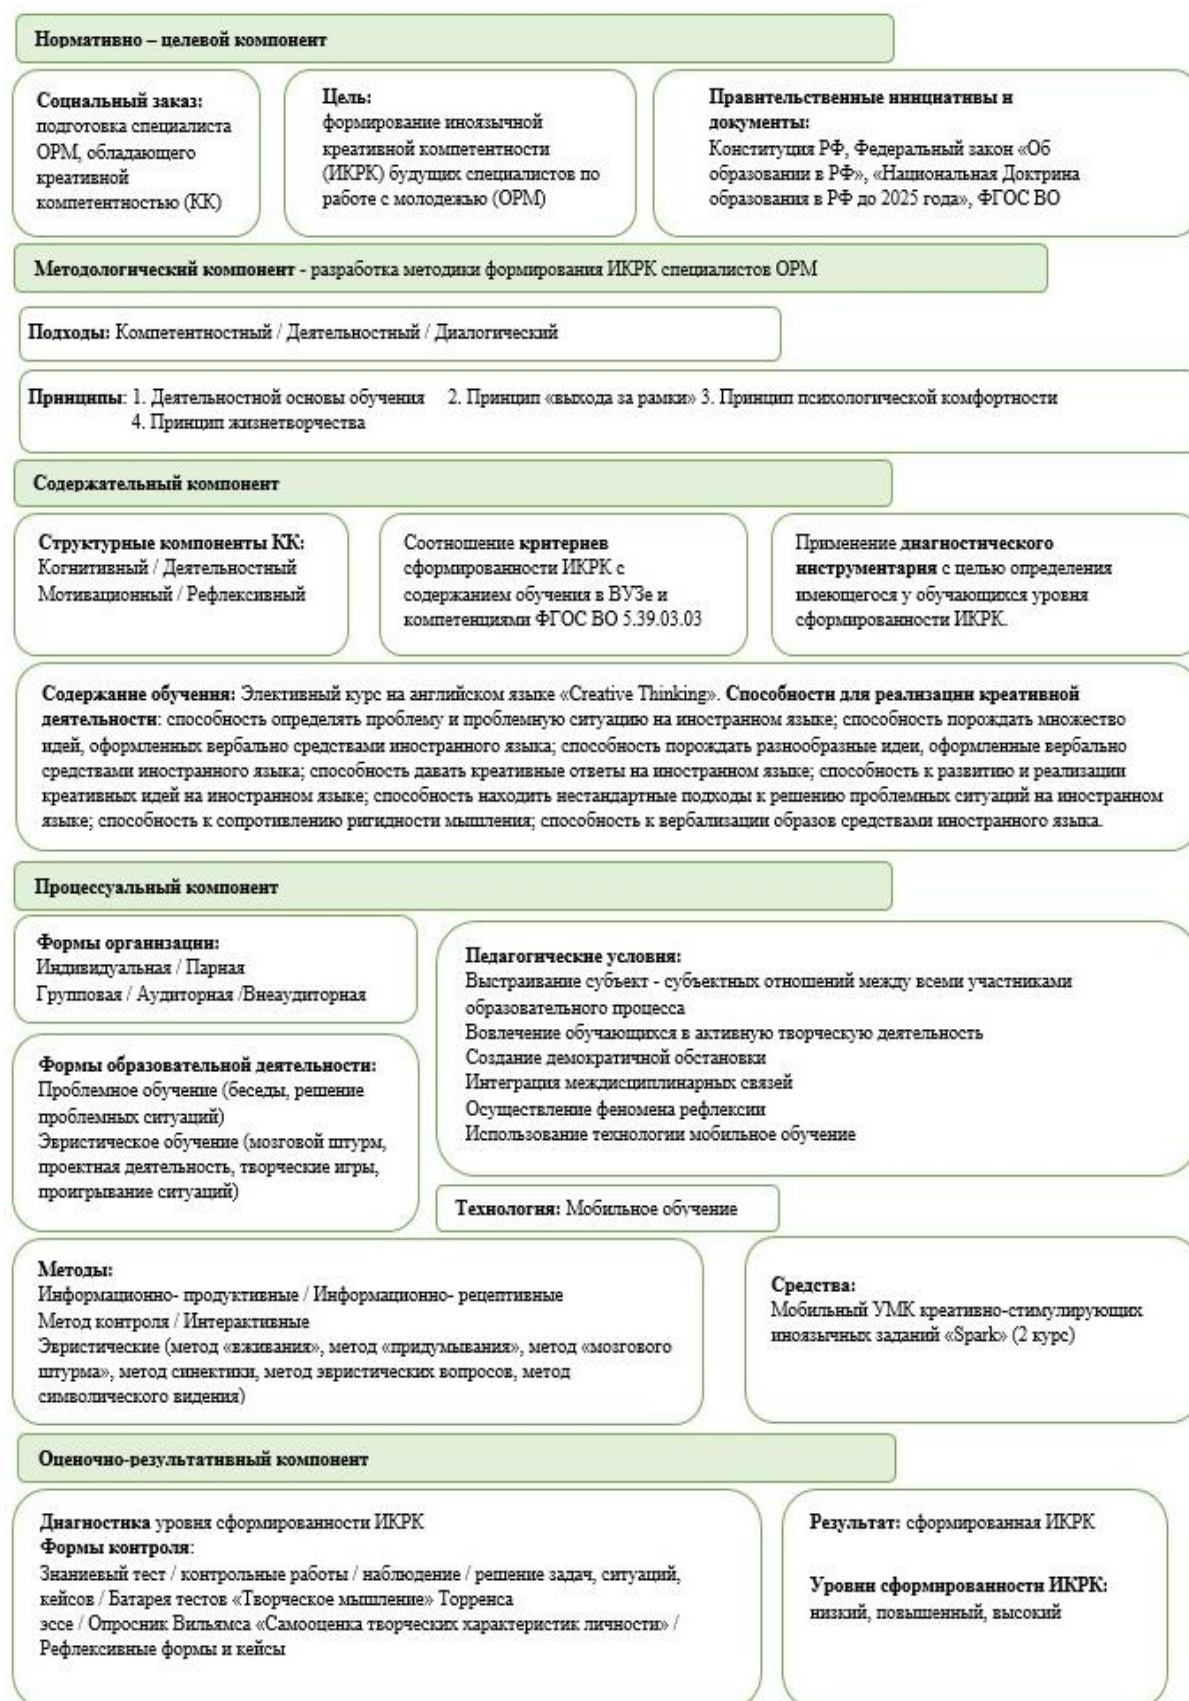 Нормативно – целевой компонент
Социальный заказ:
подготовка специалиста
ОРМ, обладающего
креативной
компетентностью (КК)
Цель:
формирование иноязычной
креативной компетентности
(ИКРК) будущих специалистов по
работе с молодежью (ОРМ)
Правительственные инициативы и
документы:
Конституция РФ, Федеральный закон «Об
образовании в РФ», «Национальная Доктрина
образования в РФ до 2025 года», ФГОС ВО
Методологический компонент - разработка методики формирования ИКРК специалистов ОРМ
Подходы: Компетентностный / Деятельностный / Диалогический
Принципы: 1. Деятельностной основы обучения 2. Принцип «выхода за рамки» 3. Принцип психологической комфортности
4. Принцип жизнетворчества
Содержательный компонент
Структурные компоненты КК:
Когнитивный / Деятельностный
Мотивационный / Рефлексивный
Соотношение критериев
сформированности ИКРК с
содержанием обучения в ВУЗе и
компетенциями ФГОС ВО 5.39.03.03
Применение диагностического
инструментария с целью определения
имеющегося у обучающихся уровня
сформированности ИКРК.
Содержание обучения: Элективный курс на английском языке «Creative Thinking». Способности для реализации креативной
деятельности: способность определять проблему и проблемную ситуацию на иностранном языке; способность порождать множество
идей, оформленных вербально средствами иностранного языка; способность порождать разнообразные идеи, оформленные вербально
средствами иностранного языка; способность давать креативные ответы на иностранном языке; способность к развитию и реализации
креативных идей на иностранном языке; способность находить нестандартные подходы к решению проблемных ситуаций на иностранном
языке; способность к сопротивлению ригидности мышления; способность к вербализации образов средствами иностранного языка.
Процессуальный компонент
Формы организации:
Индивидуальная / Парная
Групповая / Аудиторная /Внеаудиторная
Педагогические условия:
Выстраивание субъект - субъектных отношений между всеми участниками
образовательного процесса
Вовлечение обучающихся в активную творческую деятельность
Создание демократичной обстановки
Интеграция междисциплинарных связей
Осуществление феномена рефлексии
Использование технологии мобильное обучение
Формы образовательной деятельности:
Проблемное обучение (беседы, решение
проблемных ситуаций)
Эвристическое обучение (мозговой штурм,
проектная деятельность, творческие игры,
проигрывание ситуаций)
Технология: Мобильное обучение
Методы:
Информационно- продуктивные / Информационно- рецептивные
Метод контроля / Интерактивные
Эвристические (метод «вживания», метод «придумывания», метод «мозгового
штурма», метод синектики, метод эвристических вопросов, метод
символического видения)
Средства:
Мобильный УМК креативно-стимулирующих
иноязычных заданий «Spark» (2 курс)
Оценочно-результативный компонент
Диагностика уровня сформированности ИКРК
Формы контроля:
Знаниевый тест / контрольные работы / наблюдение / решение задач, ситуаций,
кейсов / Батарея тестов «Творческое мышление» Торренса
эссе / Опросник Вильямса «Самооценка творческих характеристик личности» /
Рефлексивные формы и кейсы
Результат: сформированная ИКРК
Уровни сформированности ИКРК:
низкий, повышенный, высокий